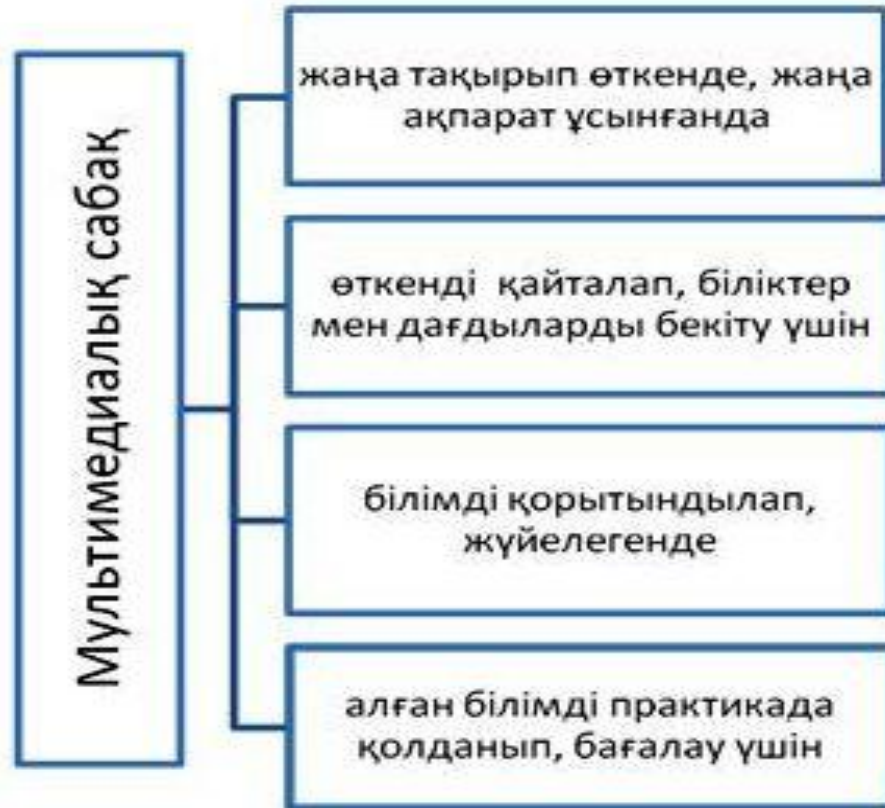 Мультимедиалық сабақ
жаңа тақырып өткенде, жаңа
ақпарат ұсынғанда
өткенді қайталап, біліктер
мен дағдыларды бекіту үшін
білімді қорытындылап,
жүйелегенде
алған білімді практикада
қолданып, бағалау үшін